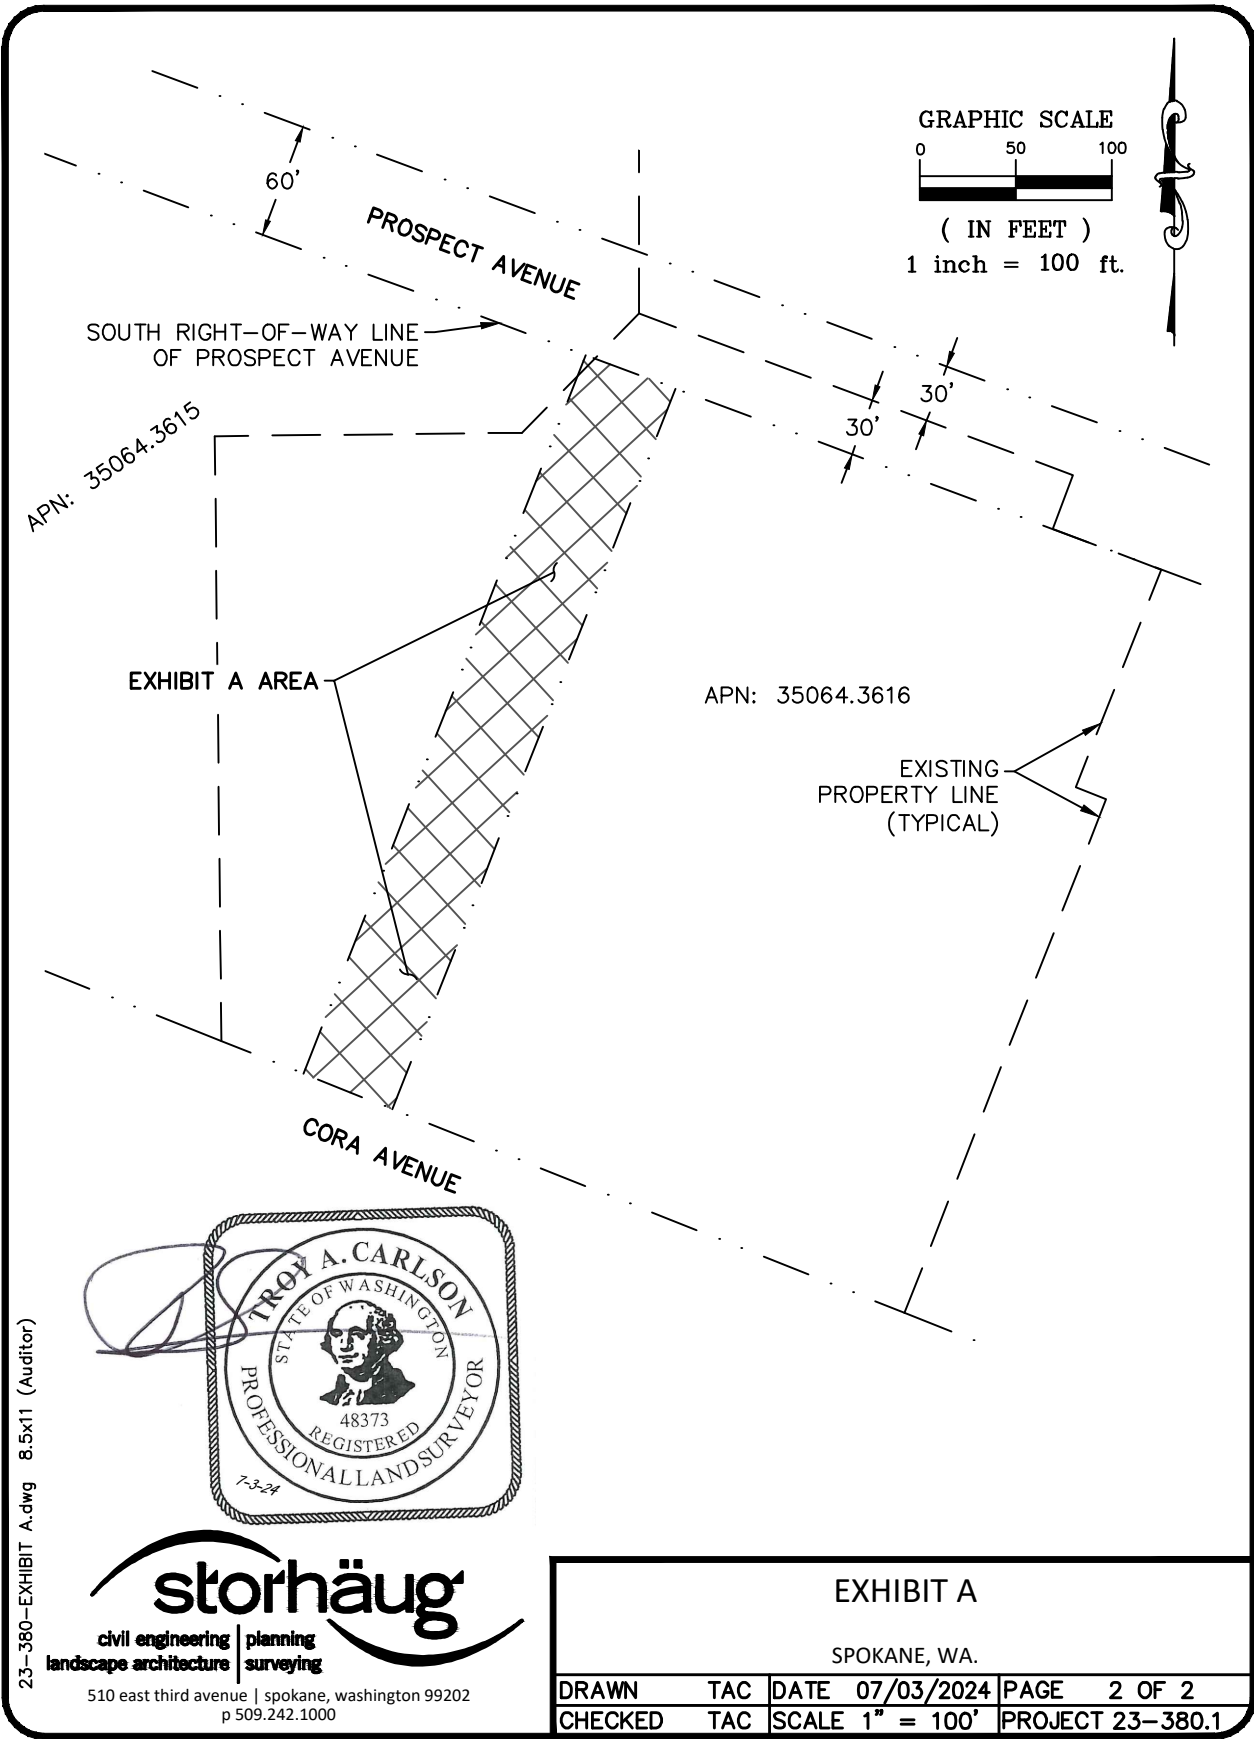 GRAPHIC SCALE
0 50 100
( IN FEET )
1 inch = 100 ft.
60'
PROSPECT AVENUE
SOUTH RIGHT-OF-WAY LINE
OF PROSPECT AVENUE
30'
30'
APN: 35064.3615
EXHIBIT A AREA
APN: 35064.3616
EXISTING
PROPERTY LINE
(TYPICAL)
CORA AVENUE
TROY A. CARLSON
STATE OF WASHINGTON
48373
REGISTERED
PROFESSIONAL LAND SURVEYOR
7-3-24
23-380-EXHIBIT A.dwg 8.5x11 (Auditor)
storhäug
civil engineering | planning
landscape architecture | surveying
510 east third avenue | spokane, washington 99202
p 509.242.1000
EXHIBIT A
SPOKANE, WA.
DRAWN TAC DATE 07/03/2024 PAGE 2 OF 2
CHECKED TAC SCALE 1" = 100' PROJECT 23-380.1